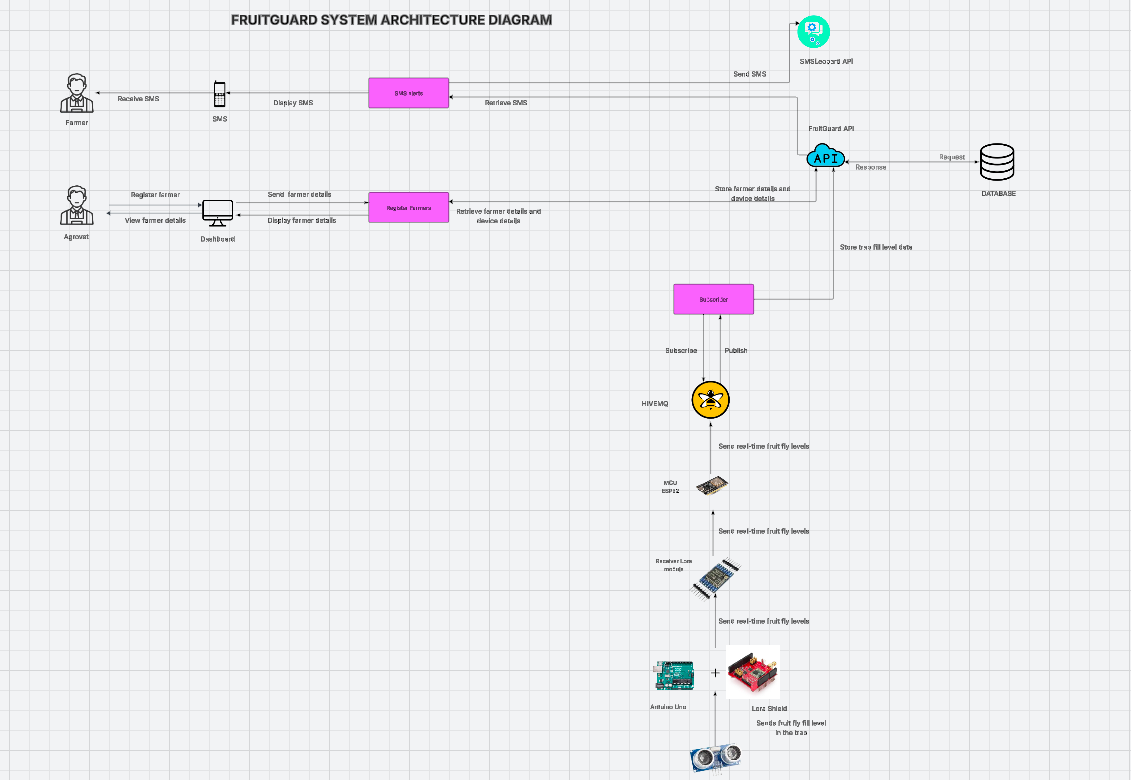 FRUITGUARD SYSTEM ARCHITECTURE DIAGRAM
SMSLeopard API
Send SMS
SMS Alerts
Receive SMS
Display SMS
Retrieve SMS
Farmer
SMS
FruitGuard API
API
Request
Response
DATABASE
Register farmer
Send farmer details
Store farmer details and
device details
Register Farmers
Retrieve farmer details and
device details
View farmer details
Display farmer details
Agrovet
Dashboard
Store trap fill level data
Subscriber
Subscribe
Publish
HIVEMQ
Send real-time fruit fly levels
MCU
ESP32
Send real-time fruit fly levels
Receiver Lora
module
Send real-time fruit fly levels
+
Arduino Uno
Lora Shield
Sends fruit fly fill level
in the trap